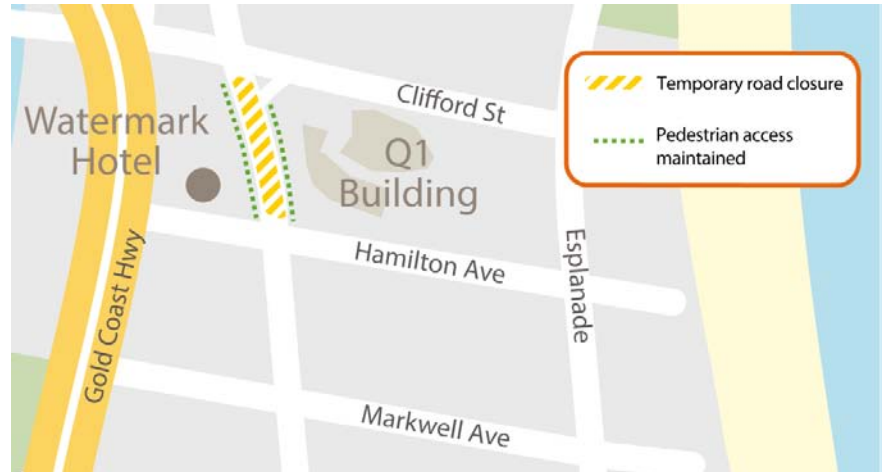 Clifford St
Temporary road closure
Watermark
Hotel
Pedestrian access
maintained
Q1
Building
Hamilton Ave
Esplanade
Gold Coast Hwy
Markwell Ave